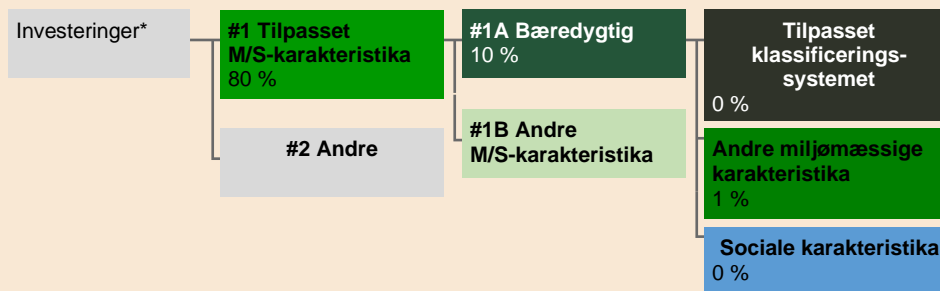 Investeringer*
#1 Tilpasset
M/S-karakteristika
80 %
#2 Andre
#1A Bæredygtig
10 %
#1B Andre
M/S-karakteristika
Tilpasset
klassificerings-
systemet
0 %
Andre miljømæssige
karakteristika
1 %
Sociale karakteristika
0 %